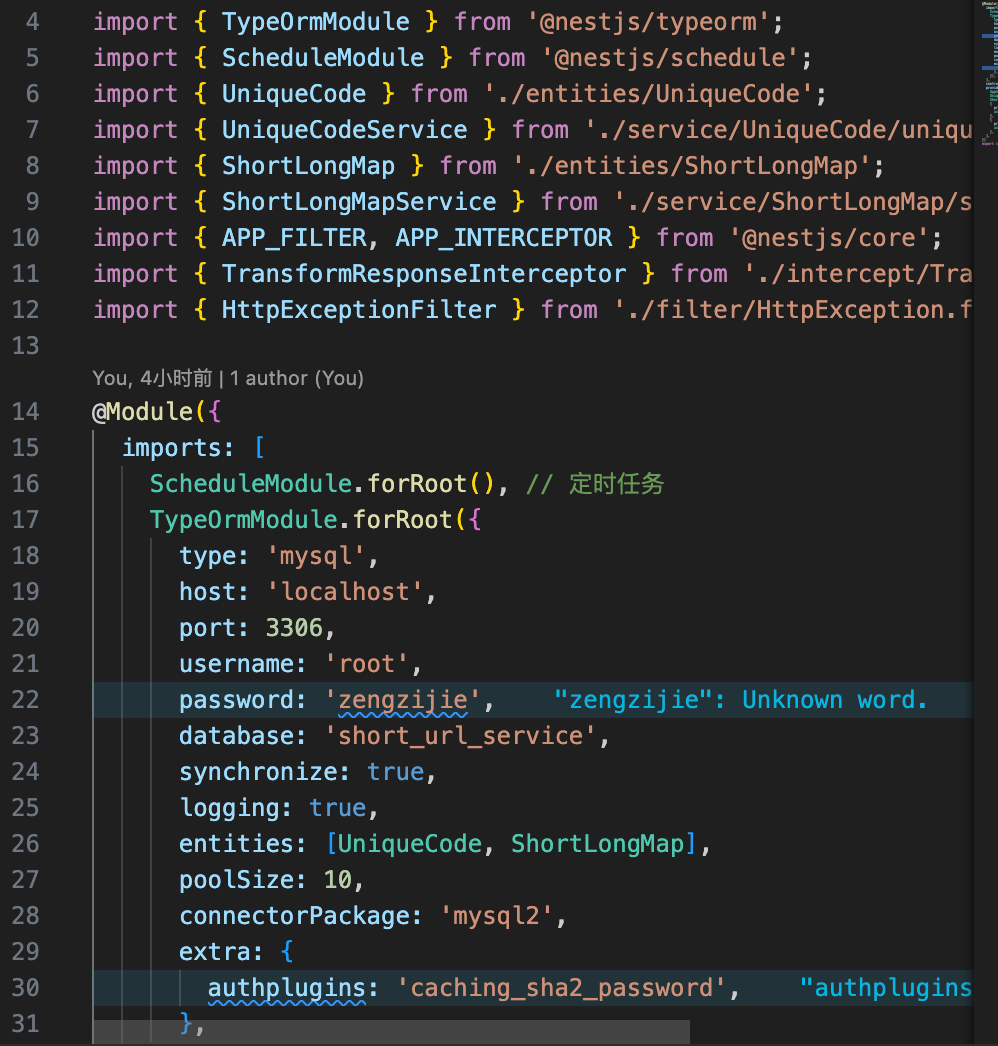 4 import { TypeOrmModule } from '@nestjs/typeorm';
5 import { ScheduleModule } from '@nestjs/schedule';
6 import { UniqueCode } from './entities/UniqueCode';
7 import { UniqueCodeService } from './service/UniqueCode/uniqu
8 import { ShortLongMap } from './entities/ShortLongMap';
9 import { ShortLongMapService } from './service/ShortLongMap/s
10 import { APP_FILTER, APP_INTERCEPTOR } from '@nestjs/core';
11 import { TransformResponseInterceptor } from './intercept/Tra
12 import { HttpExceptionFilter } from './filter/HttpException.f
13
You, 4小时前 | 1 author (You)
14 @Module({
15 imports: [
16 ScheduleModule.forRoot(), // 定时任务
17 TypeOrmModule.forRoot({
18 type: 'mysql',
19 host: 'localhost',
20 port: 3306,
21 username: 'root',
22 password: 'zengzijie', "zengzijie": Unknown word.
23 database: 'short_url_service',
24 synchronize: true,
25 logging: true,
26 entities: [UniqueCode, ShortLongMap],
27 poolSize: 10,
28 connectorPackage: 'mysql2',
29 extra: {
30 authplugins: 'caching_sha2_password', "authplugins
31 },